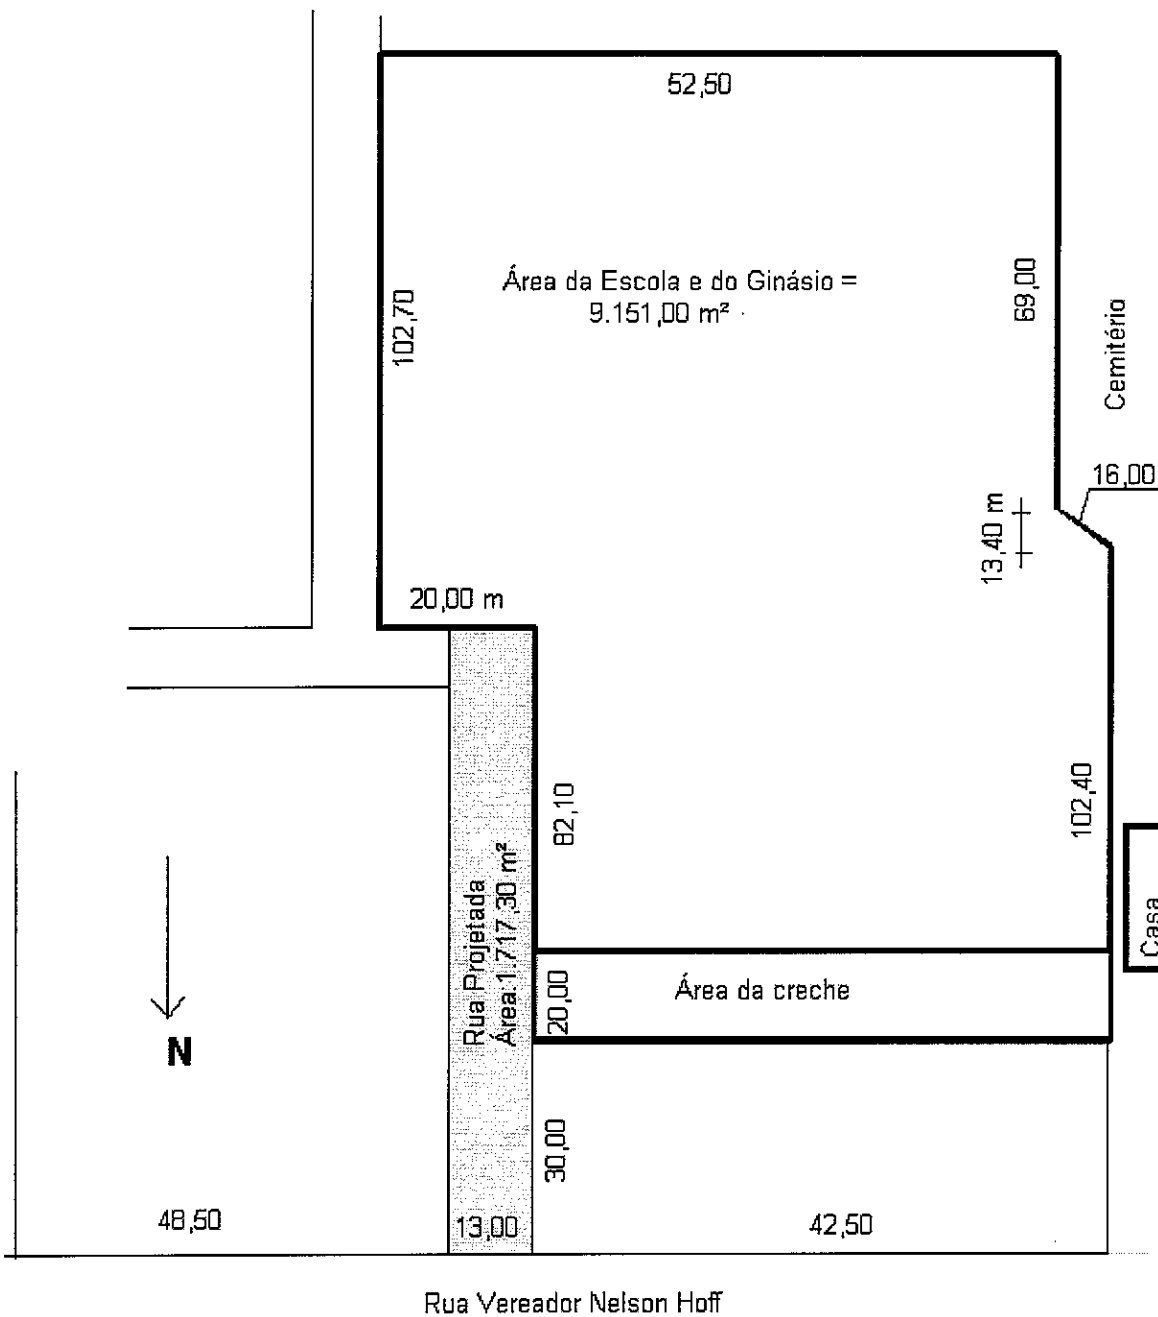 52,50
Área da Escola e do Ginásio =
9.151,00 m²
102,70
69,00
Cemitério
16,00
13,40 m
20,00 m
82,10
102,40
Rua Projetada
Área: 1.717,30 m²
Casa
20,00
Área da creche
N
30,00
48,50
13,00
42,50
Rua Vereador Nelson Hoff